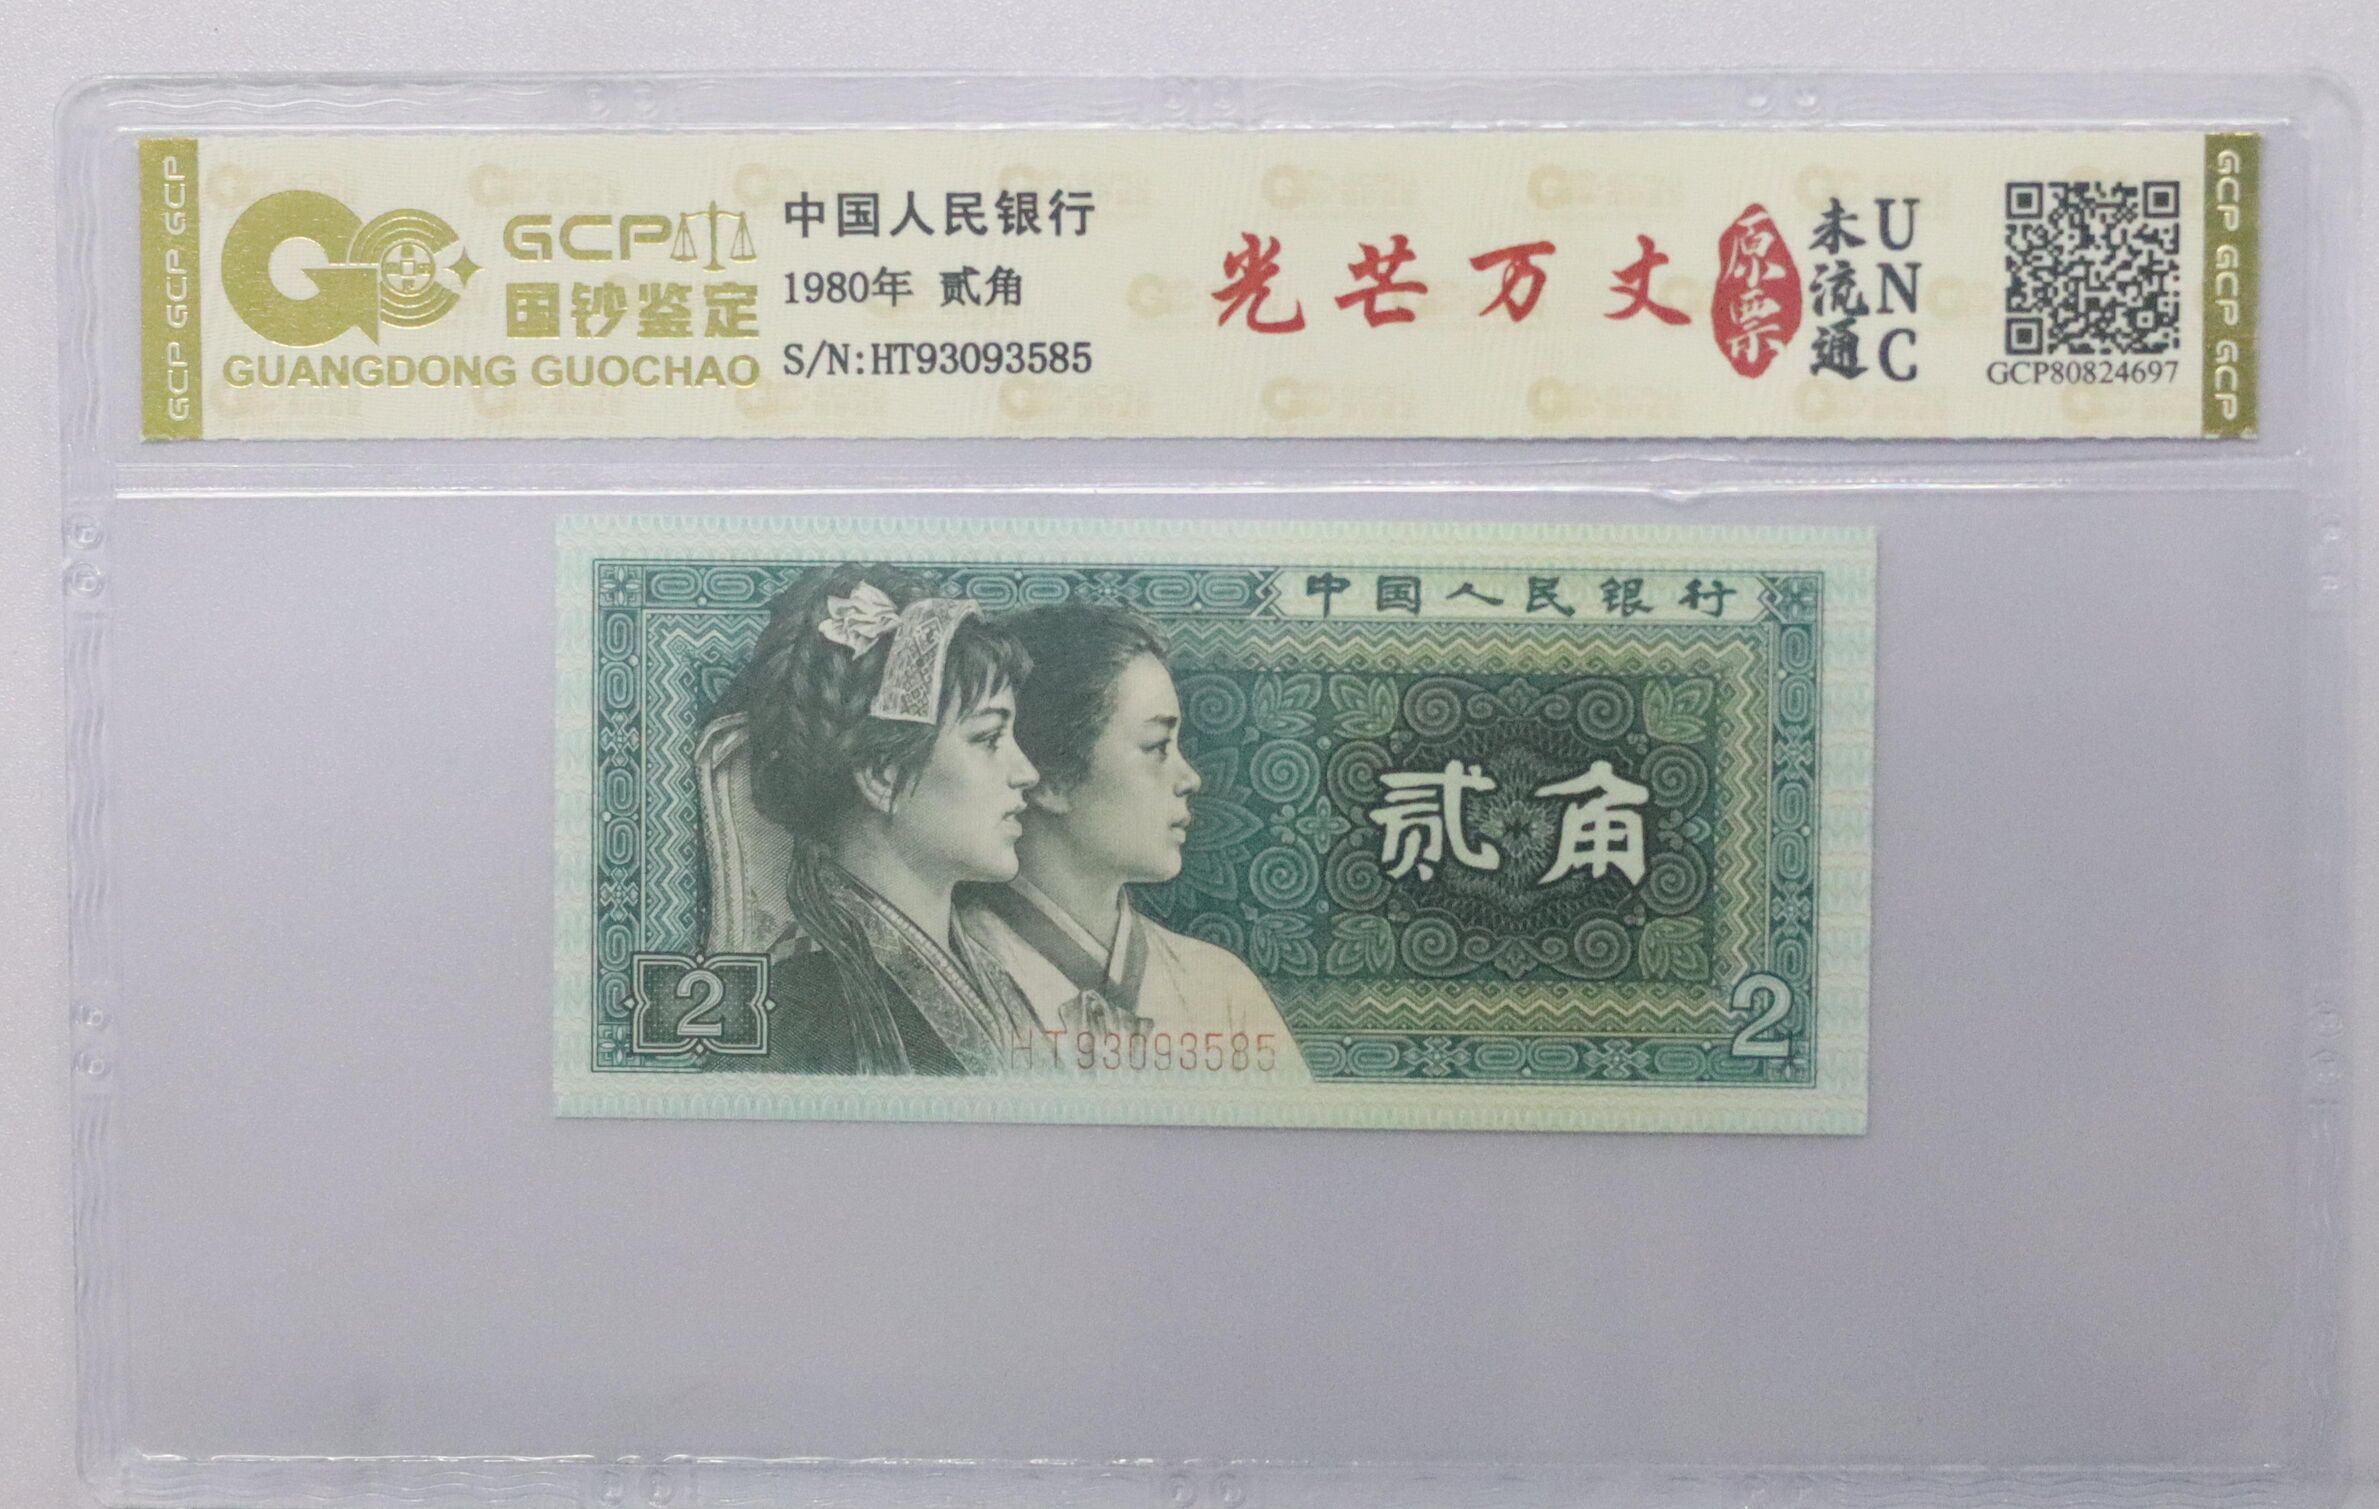 GCP GCP GCP
GCP
国钞鉴定
GUANGDONG GUOCHAO
中国人民银行
1980年 贰角
S/N:HT93093585
光芒万丈
原票
未流通
UNC
GCP80824697
GCP GCP GCP
中国人民银行
贰角
2
HT93093585
2